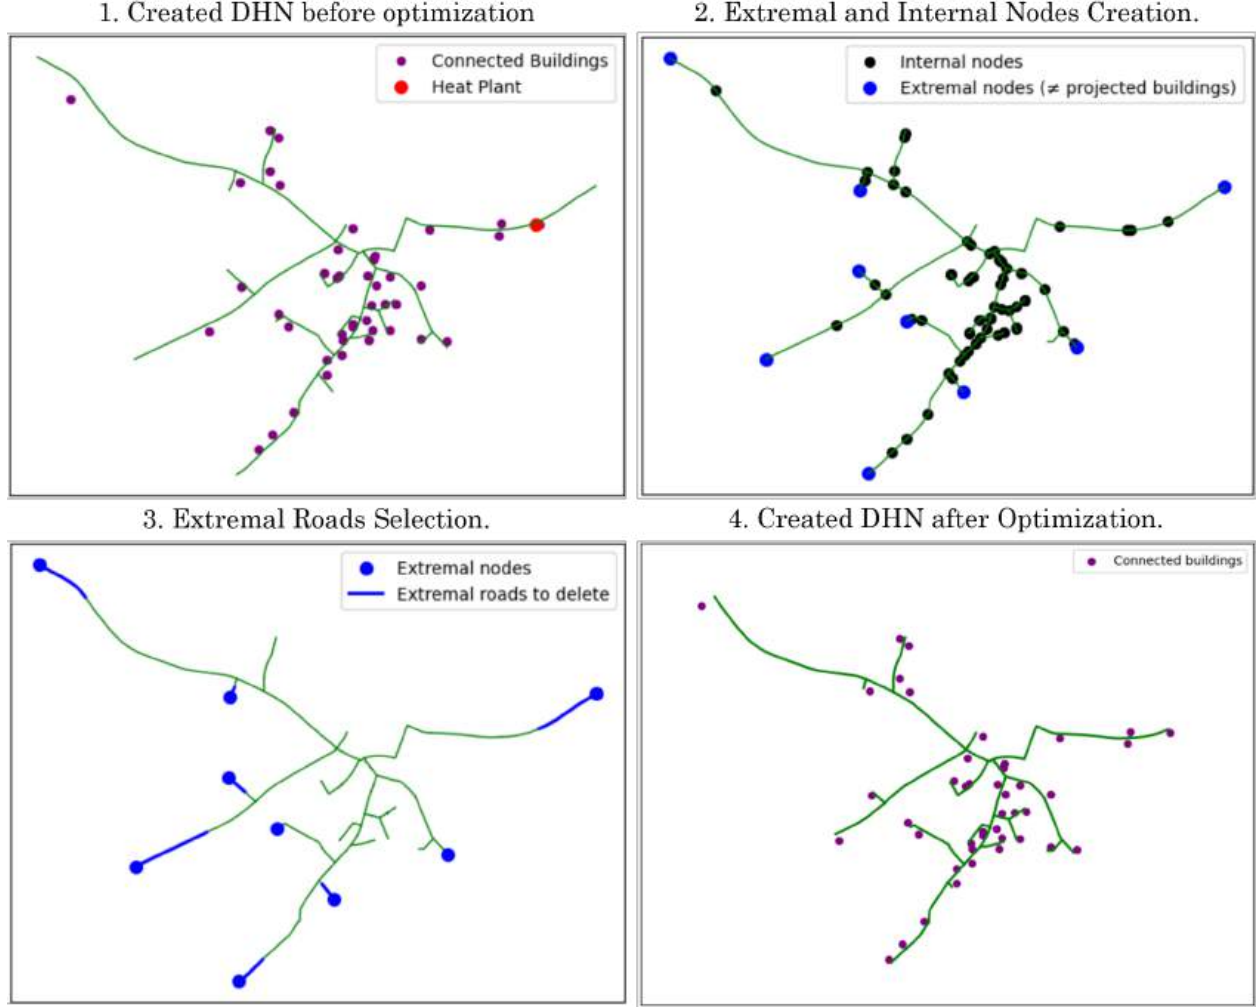 1. Created DHN before optimization
2. Extremal and Internal Nodes Creation.
Connected Buildings
Heat Plant
Internal nodes
Extremal nodes (≠ projected buildings)
3. Extremal Roads Selection.
4. Created DHN after Optimization.
Extremal nodes
Extremal roads to delete
Connected buildings